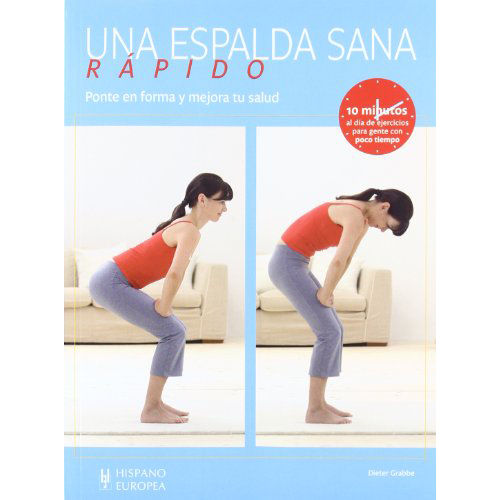 UNA ESPALDA SANA
RÁPIDO
Ponte en forma y mejora tu salud
10 minutos
al día de ejercicios
para gente con
poco tiempo
Dieter Grabbe
HISPANO
EUROPEA